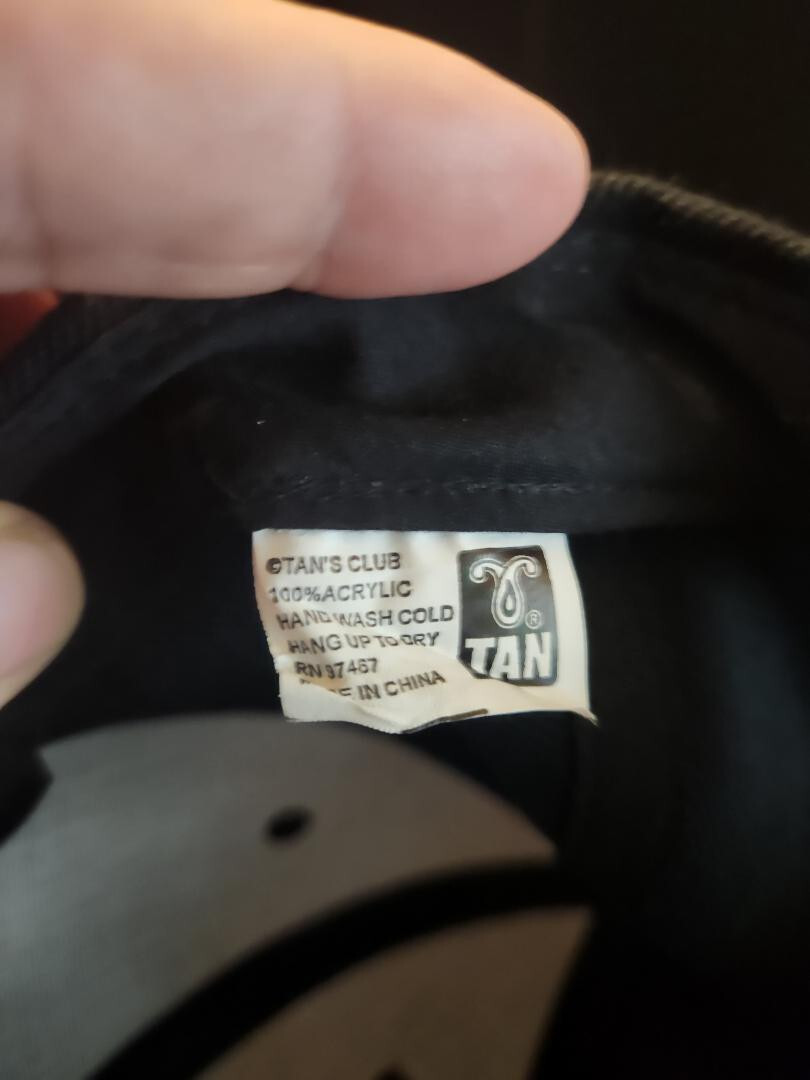 ©TAN'S CLUB
100%ACRYLIC
HAND WASH COLD
HANG UP TO DRY
RN 97467
IN CHINA
®
TAN